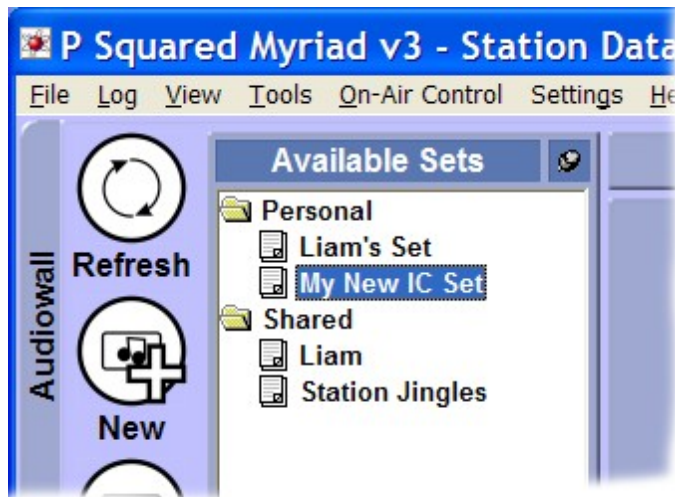 P Squared Myriad v3 - Station Data
File Log View Tools On-Air Control Settings He
Audiowall
Refresh
New
Available Sets
Personal
Liam's Set
My New IC Set
Shared
Liam
Station Jingles